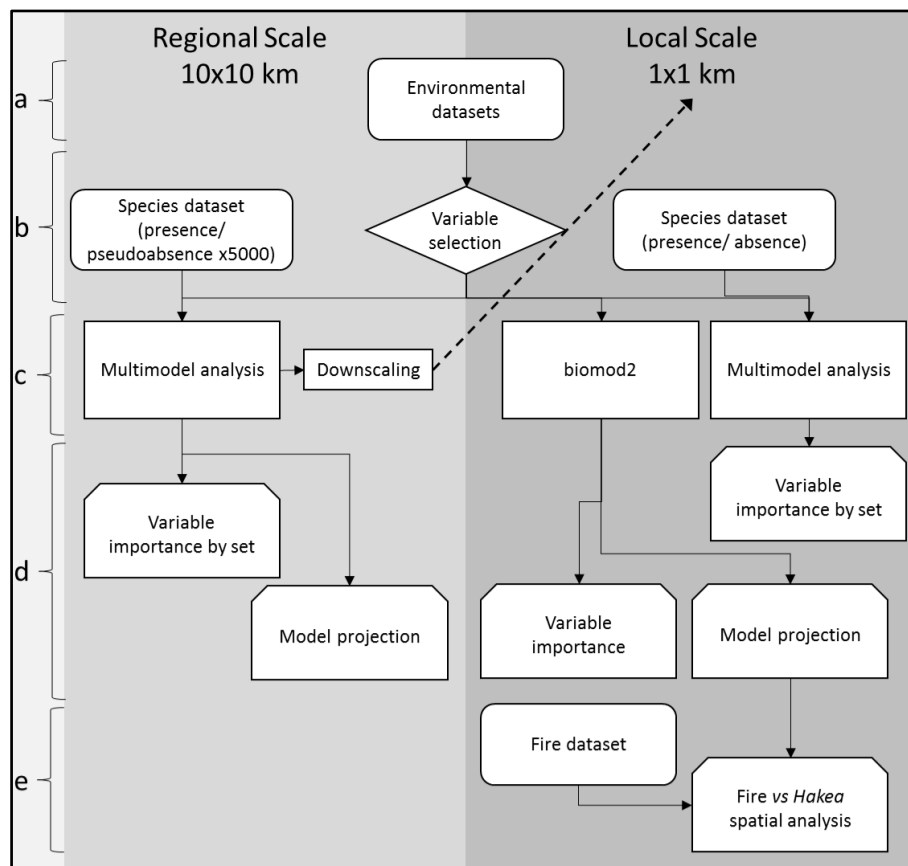 Regional Scale
10x10 km
Local Scale
1x1 km
a
Environmental
datasets
b
Species dataset
(presence/
pseudoabsence x5000)
Variable
selection
Species dataset
(presence/ absence)
c
Multimodel analysis
Downscaling
biomod2
Multimodel analysis
d
Variable
importance by set
Variable
importance by set
Model projection
Variable
importance
Model projection
e
Fire dataset
Fire vs Hakea
spatial analysis